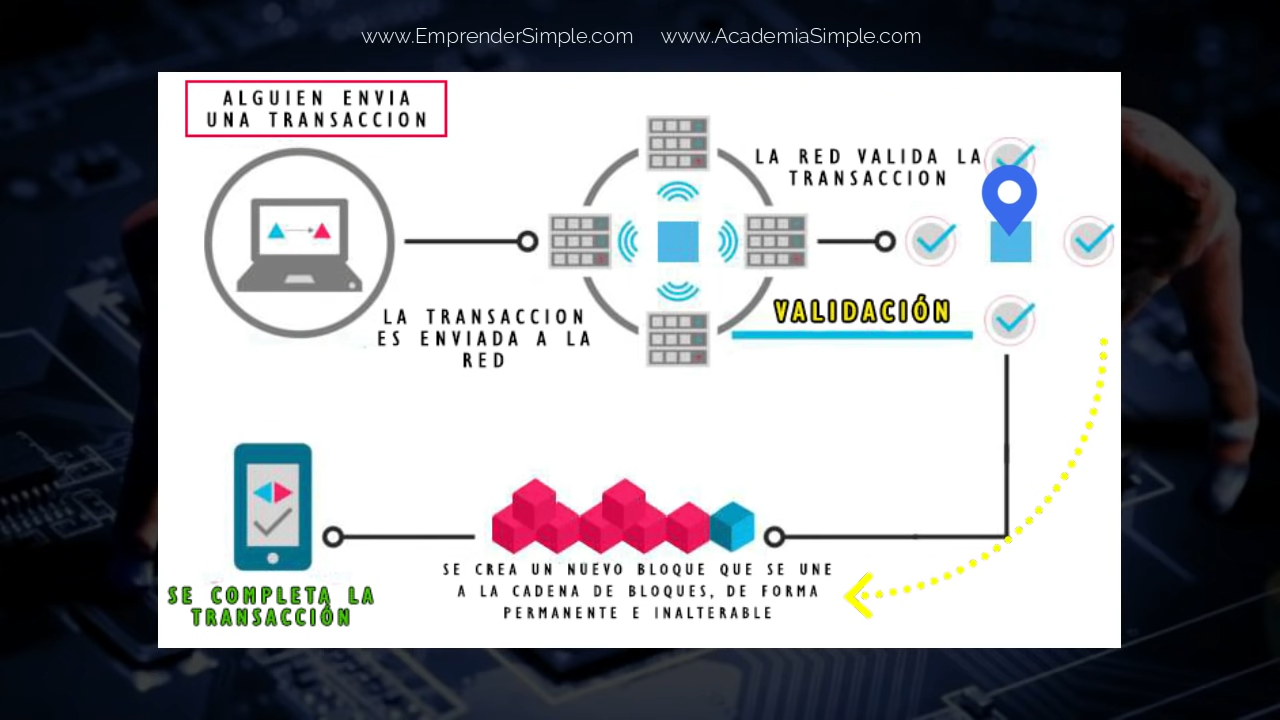 www.EmprenderSimple.com www.AcademiaSimple.com
ALGUIEN ENVIA
UNA TRANSACCION
LA RED VALIDA LA
TRANSACCION
VALIDACIÓN
LA TRANSACCION
ES ENVIADA A LA
RED
SE CREA UN NUEVO BLOQUE QUE SE UNE
A LA CADENA DE BLOQUES, DE FORMA
PERMANENTE E INALTERABLE
SE COMPLETA LA
TRANSACCIÓN